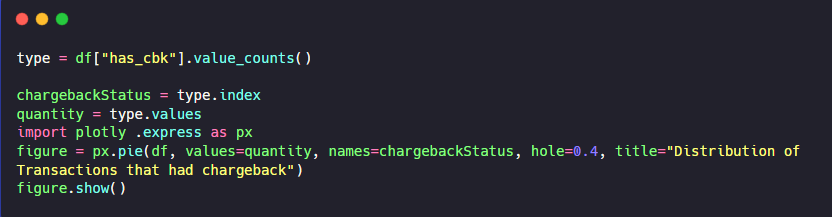 type = df["has_cbk"].value_counts()
chargebackStatus = type.index
quantity = type.values
import plotly .express as px
figure = px.pie(df, values=quantity, names=chargebackStatus, hole=0.4, title="Distribution of
Transactions that had chargeback")
figure.show()